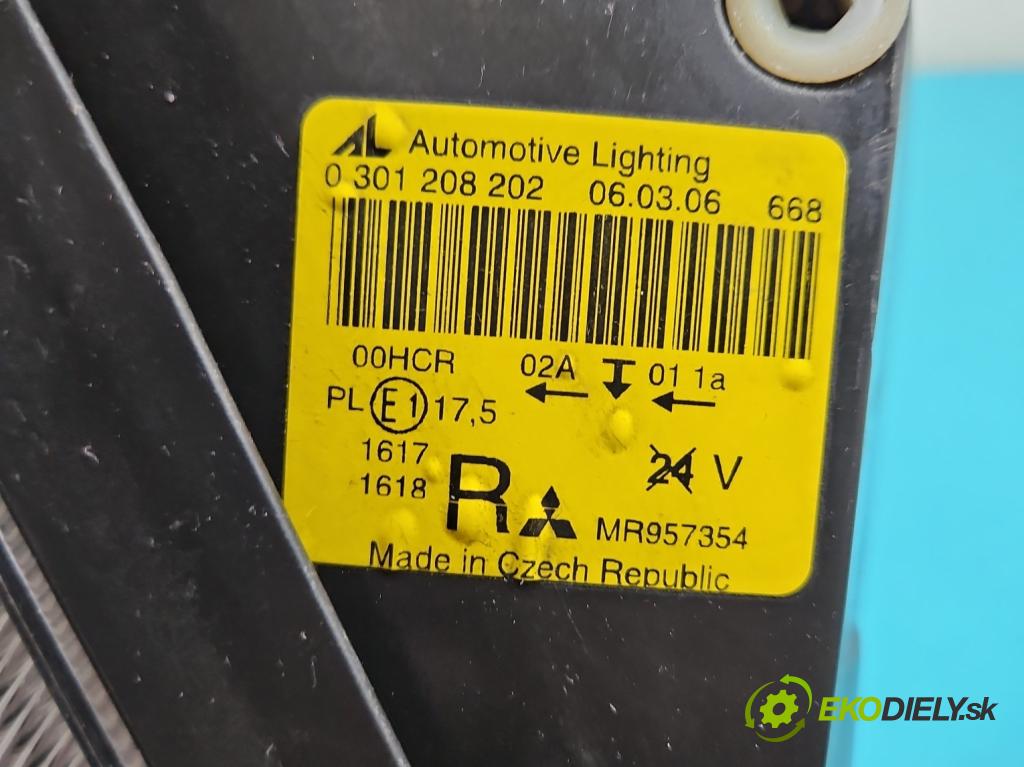 AL Automotive Lighting
0 301 208 202 06.03.06 668
00HCR 02A 01 1a
PL E1 17,5
1617
1618 R 24 V
MR957354
Made in Czech Republic
EKODIELY.sk